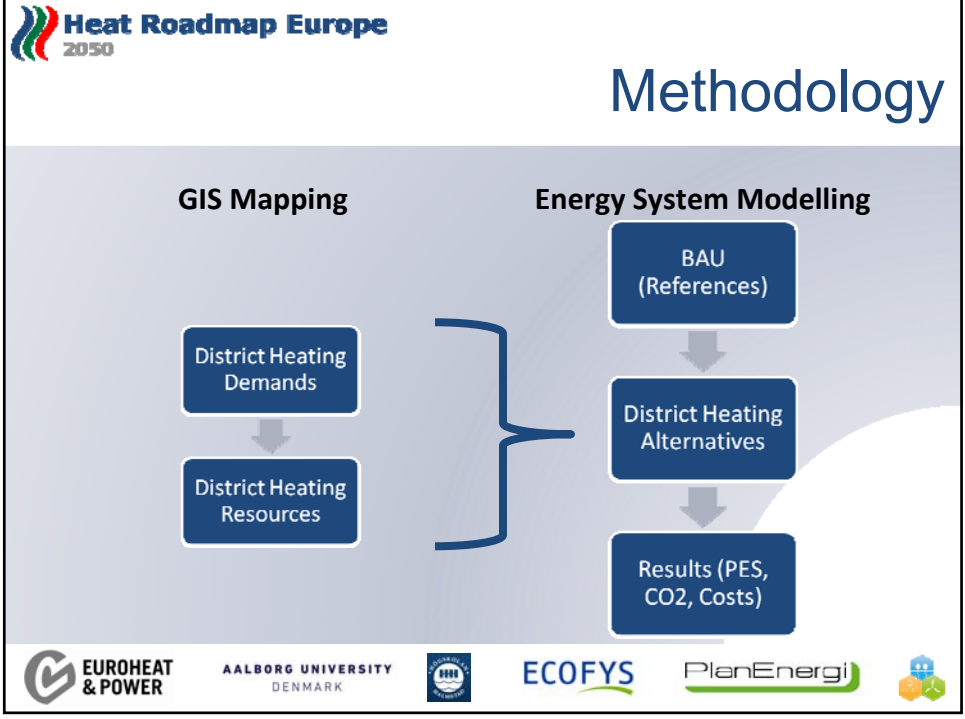 Heat Roadmap Europe
2050
Methodology
GIS Mapping
District Heating
Demands
District Heating
Resources
Energy System Modelling
BAU
(References)
District Heating
Alternatives
Results (PES,
CO2, Costs)
EUROHEAT
& POWER
AALBORG UNIVERSITY
DENMARK
ECOFYS
PlanEnergi